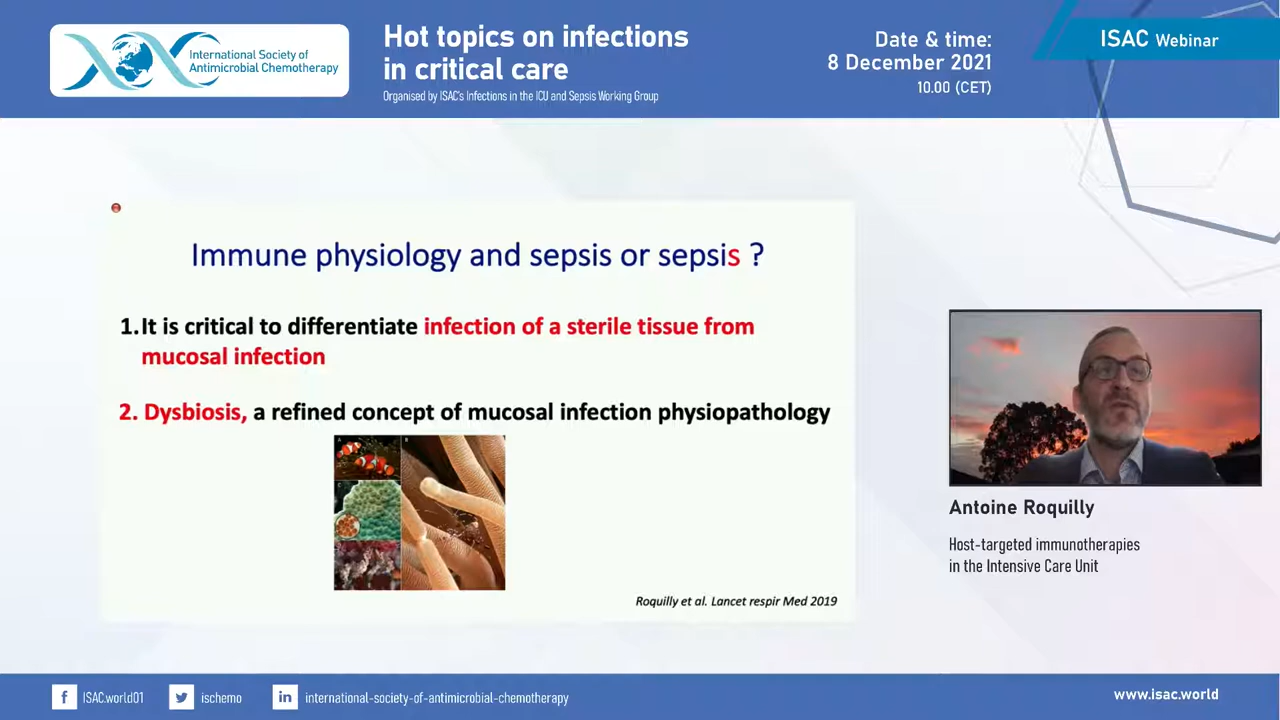 International Society of
Antimicrobial Chemotherapy
Hot topics on infections
in critical care
Organised by ISAC's Infections in the ICU and Sepsis Working Group
Date & time:
8 December 2021
10.00 (CET)
ISAC Webinar
Immune physiology and sepsis or sepsis ?
1.It is critical to differentiate infection of a sterile tissue from
mucosal infection
2. Dysbiosis, a refined concept of mucosal infection physiopathology
Roquilly et al. Lancet respir Med 2019
Antoine Roquilly
Host-targeted immunotherapies
in the Intensive Care Unit
ISAC.world01
ischemo
international-society-of-antimicrobial-chemotherapy
www.isac.world